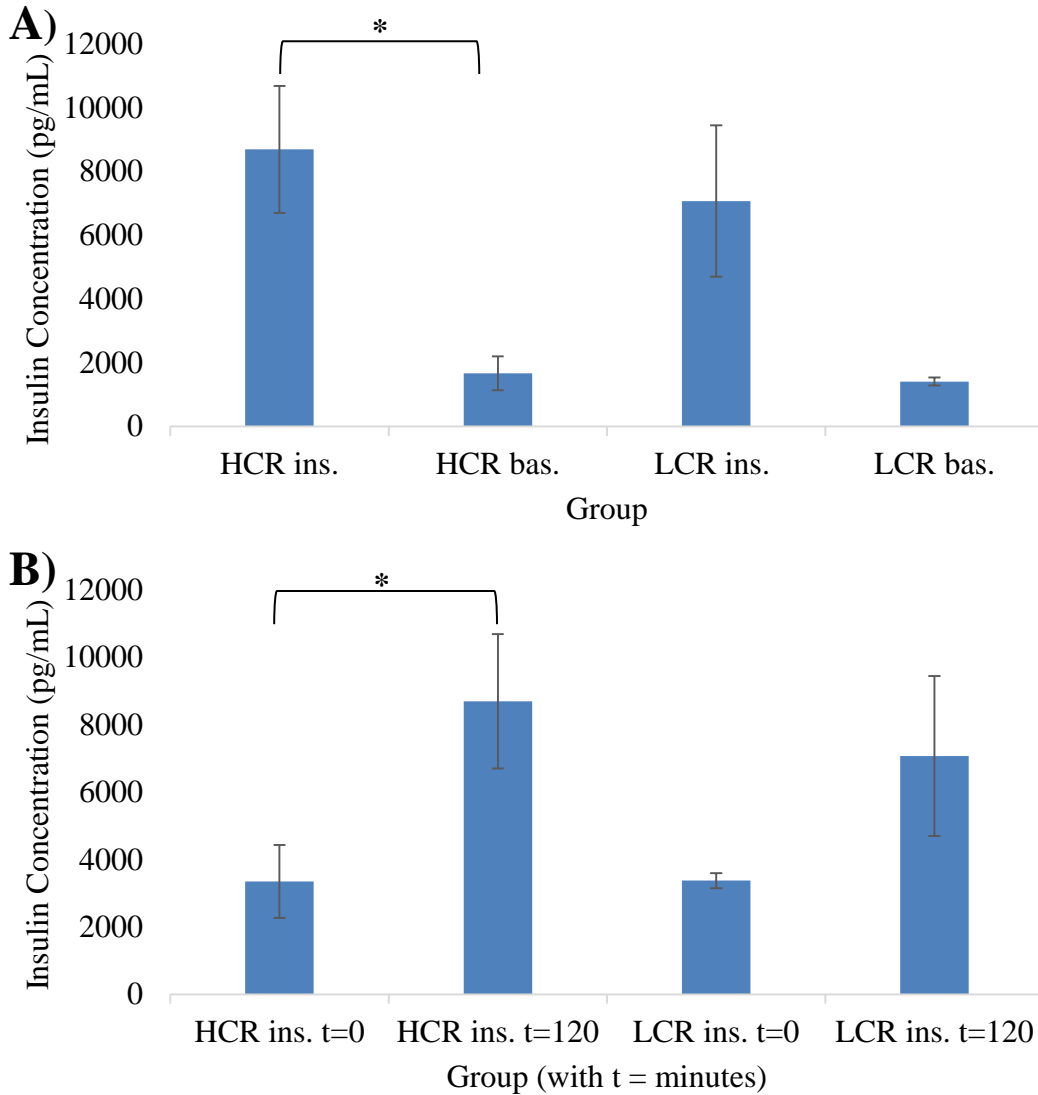 A)
Insulin Concentration (pg/mL)
12000
10000
8000
6000
4000
2000
0
*
HCR ins. HCR bas. LCR ins. LCR bas.
Group
B)
Insulin Concentration (pg/mL)
12000
10000
8000
6000
4000
2000
0
*
HCR ins. t=0 HCR ins. t=120 LCR ins. t=0 LCR ins. t=120
Group (with t = minutes)